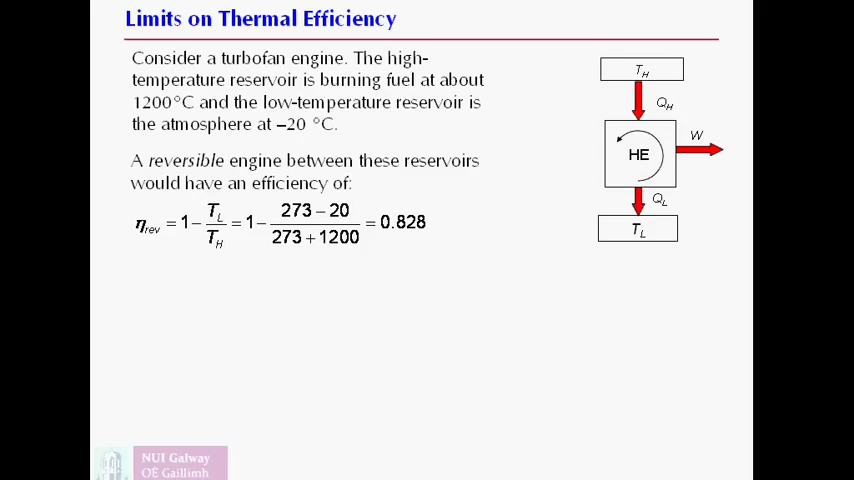 Limits on Thermal Efficiency
Consider a turbofan engine. The high-
temperature reservoir is burning fuel at about
1200°C and the low-temperature reservoir is
the atmosphere at –20 °C.
A reversible engine between these reservoirs
would have an efficiency of:
η_rev = 1 − T_L / T_H = 1 − (273 − 20) / (273 + 1200) = 0.828
T_H
Q_H
W
HE
Q_L
T_L
NUI Galway
OÉ Gaillimh